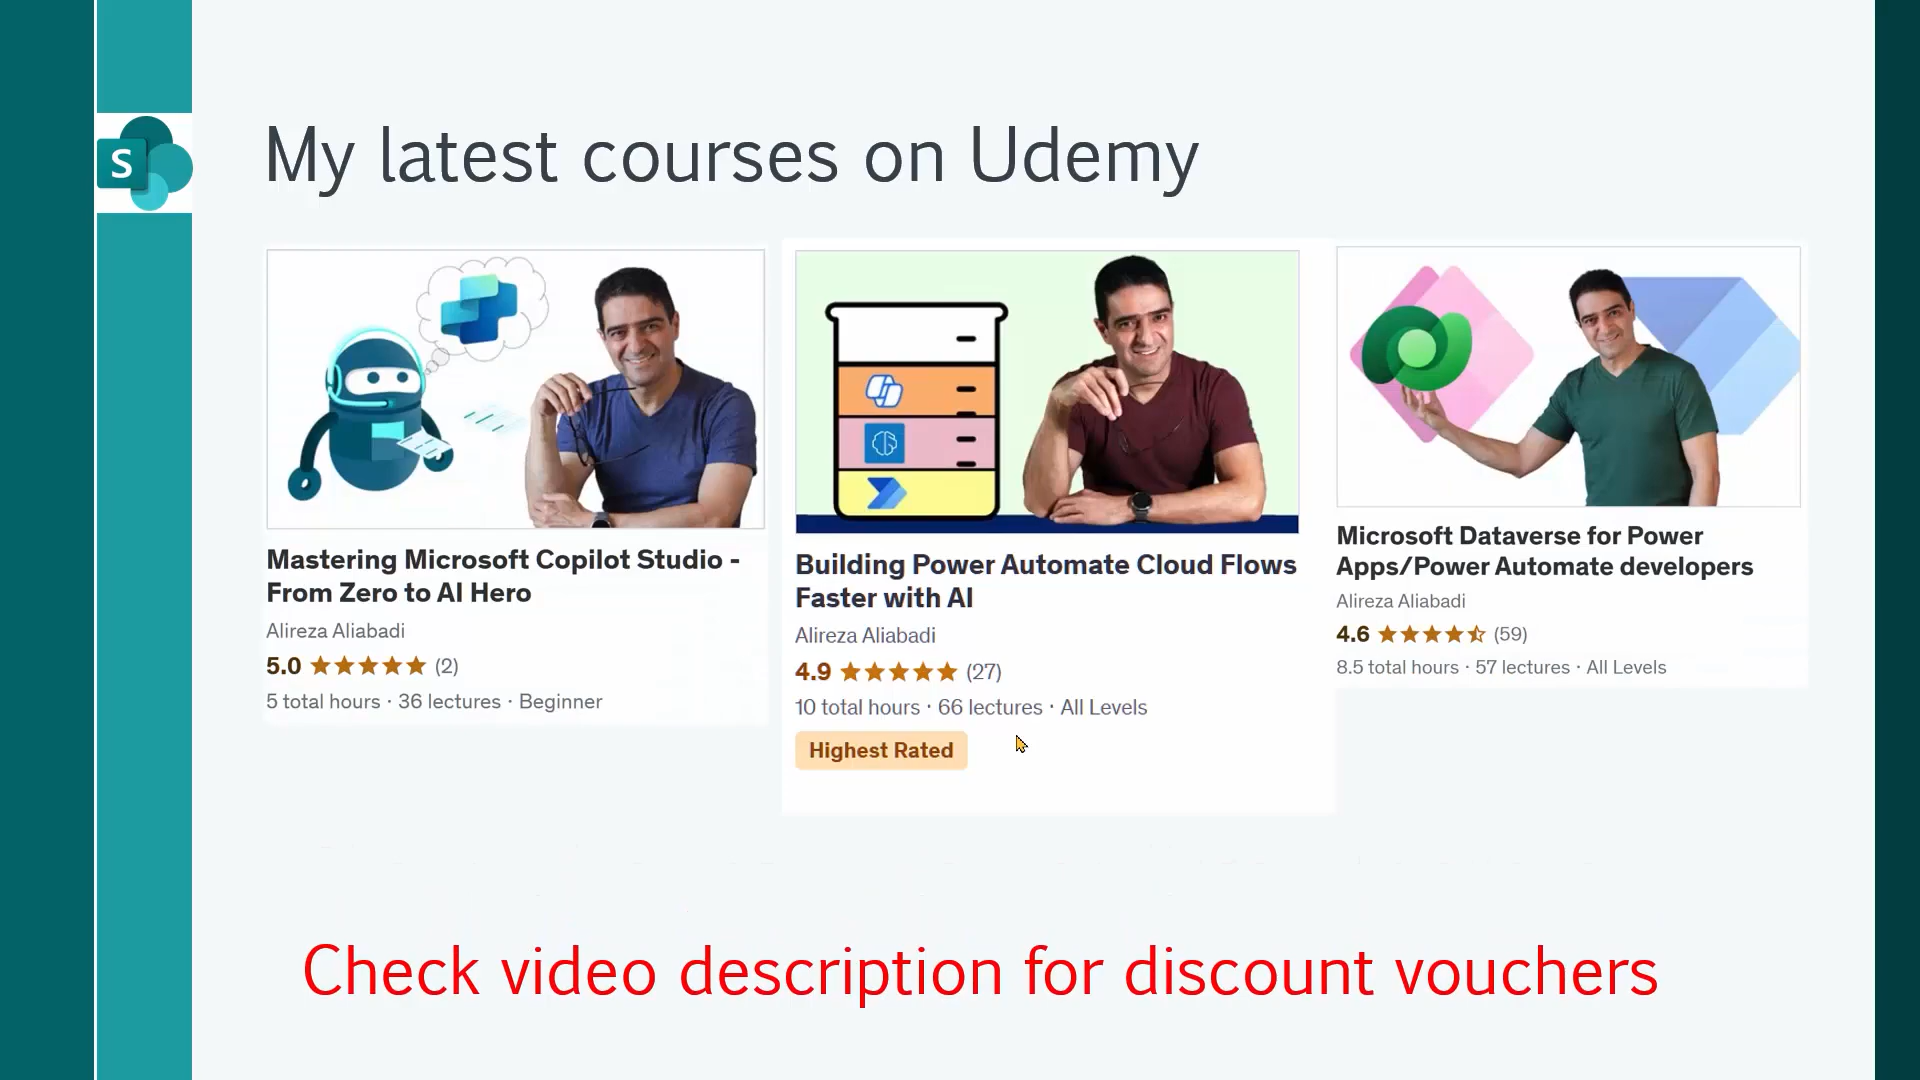 S
My latest courses on Udemy
Mastering Microsoft Copilot Studio -
From Zero to AI Hero
Alireza Aliabadi
5.0 ★★★★★ (2)
5 total hours · 36 lectures · Beginner
Building Power Automate Cloud Flows
Faster with AI
Alireza Aliabadi
4.9 ★★★★★ (27)
10 total hours · 66 lectures · All Levels
Highest Rated
Microsoft Dataverse for Power
Apps/Power Automate developers
Alireza Aliabadi
4.6 (59)
8.5 total hours · 57 lectures · All Levels
Check video description for discount vouchers